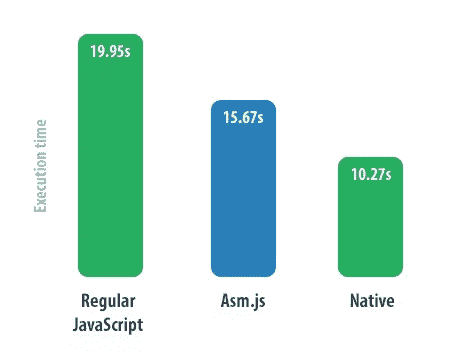 19.95s
15.67s
10.27s
Execution time
Regular
JavaScript
Asm.js
Native